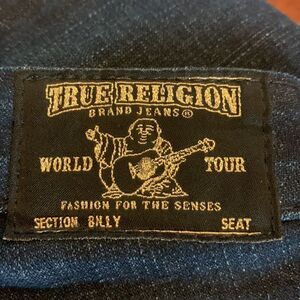 TRUE RELIGION
BRAND JEANS®
WORLD TOUR
FASHION FOR THE SENSES
SECTION BILLY SEAT